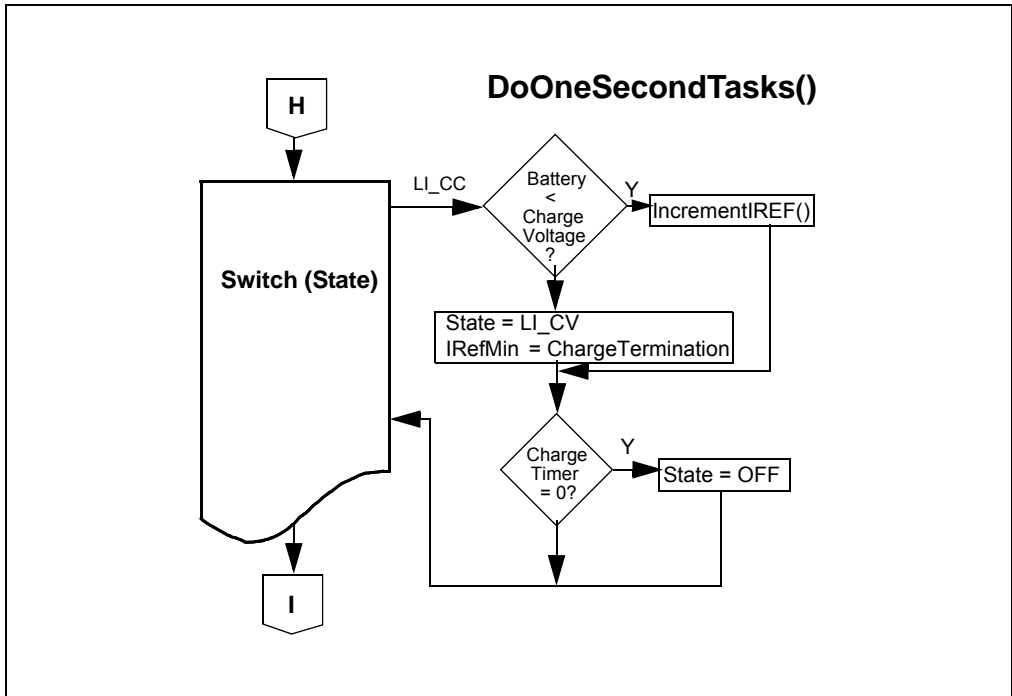 DoOneSecondTasks()
H
LI_CC
Battery
<
Charge
Voltage
?
Y
IncrementIREF()
Switch (State)
State = LI_CV
IRefMin = ChargeTermination
Charge
Timer
= 0?
Y
State = OFF
I